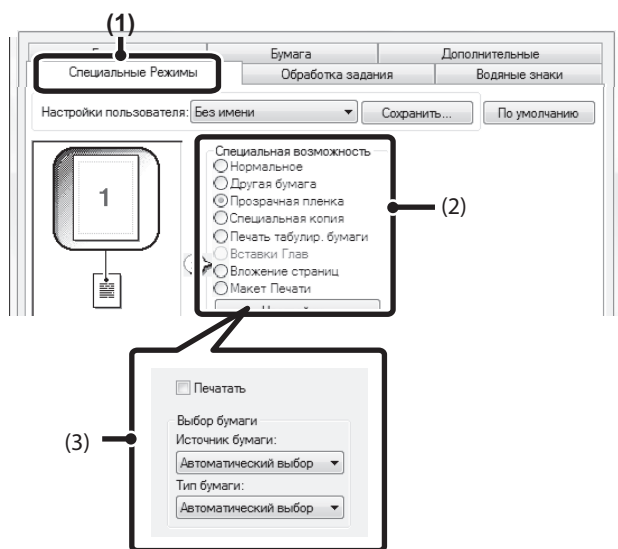 (1)
Бумага
Дополнительные
Специальные Режимы
Обработка задания
Водяные знаки
Настройки пользователя:
Без имени
Сохранить...
По умолчанию
1
Специальная возможность
Нормальное
Другая бумага
Прозрачная пленка
Специальная копия
Печать табулир. бумаги
Вставки Глав
Вложение страниц
Макет Печати
(2)
(3)
Печатать
Выбор бумаги
Источник бумаги:
Автоматический выбор
Тип бумаги:
Автоматический выбор